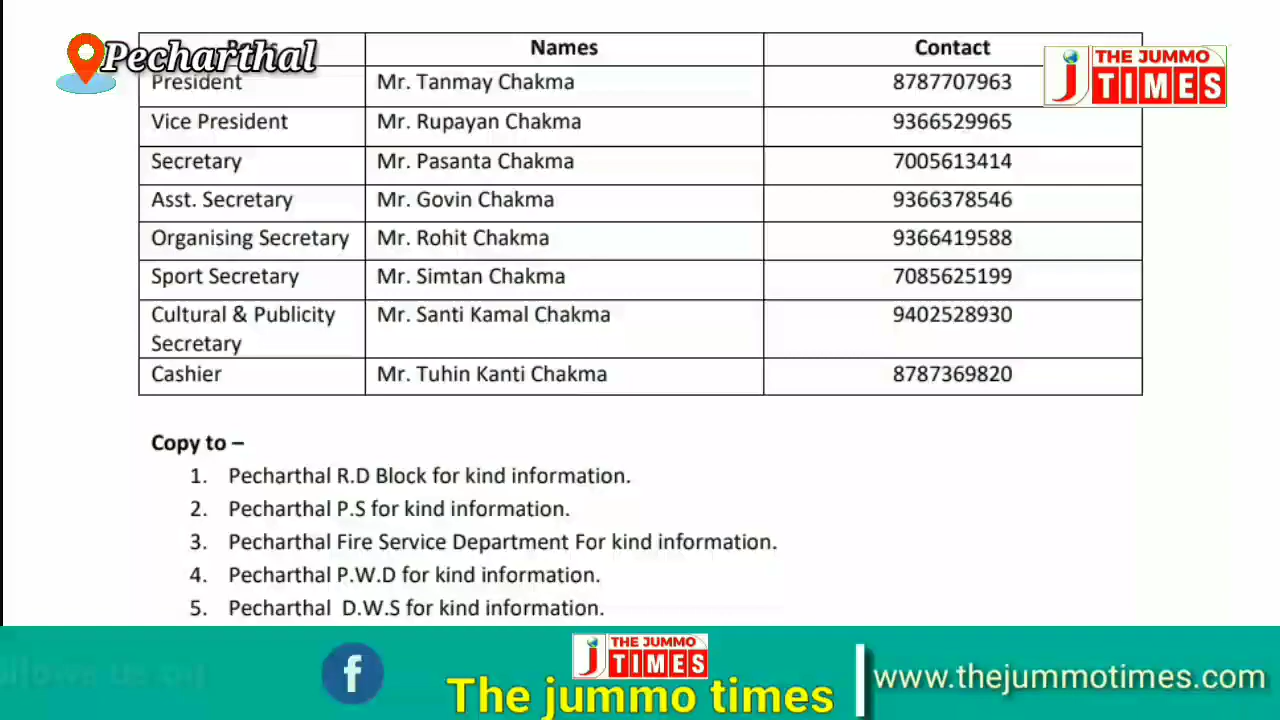 Pecharthal
Names
Contact
THE JUMMO
TIMES
President
Mr. Tanmay Chakma
8787707963
Vice President
Mr. Rupayan Chakma
9366529965
Secretary
Mr. Pasanta Chakma
7005613414
Asst. Secretary
Mr. Govin Chakma
9366378546
Organising Secretary
Mr. Rohit Chakma
9366419588
Sport Secretary
Mr. Simtan Chakma
7085625199
Cultural & Publicity
Secretary
Mr. Santi Kamal Chakma
9402528930
Cashier
Mr. Tuhin Kanti Chakma
8787369820
Copy to –
1. Pecharthal R.D Block for kind information.
2. Pecharthal P.S for kind information.
3. Pecharthal Fire Service Department For kind information.
4. Pecharthal P.W.D for kind information.
5. Pecharthal D.W.S for kind information.
THE JUMMO
TIMES
The jummo times
www.thejummotimes.com